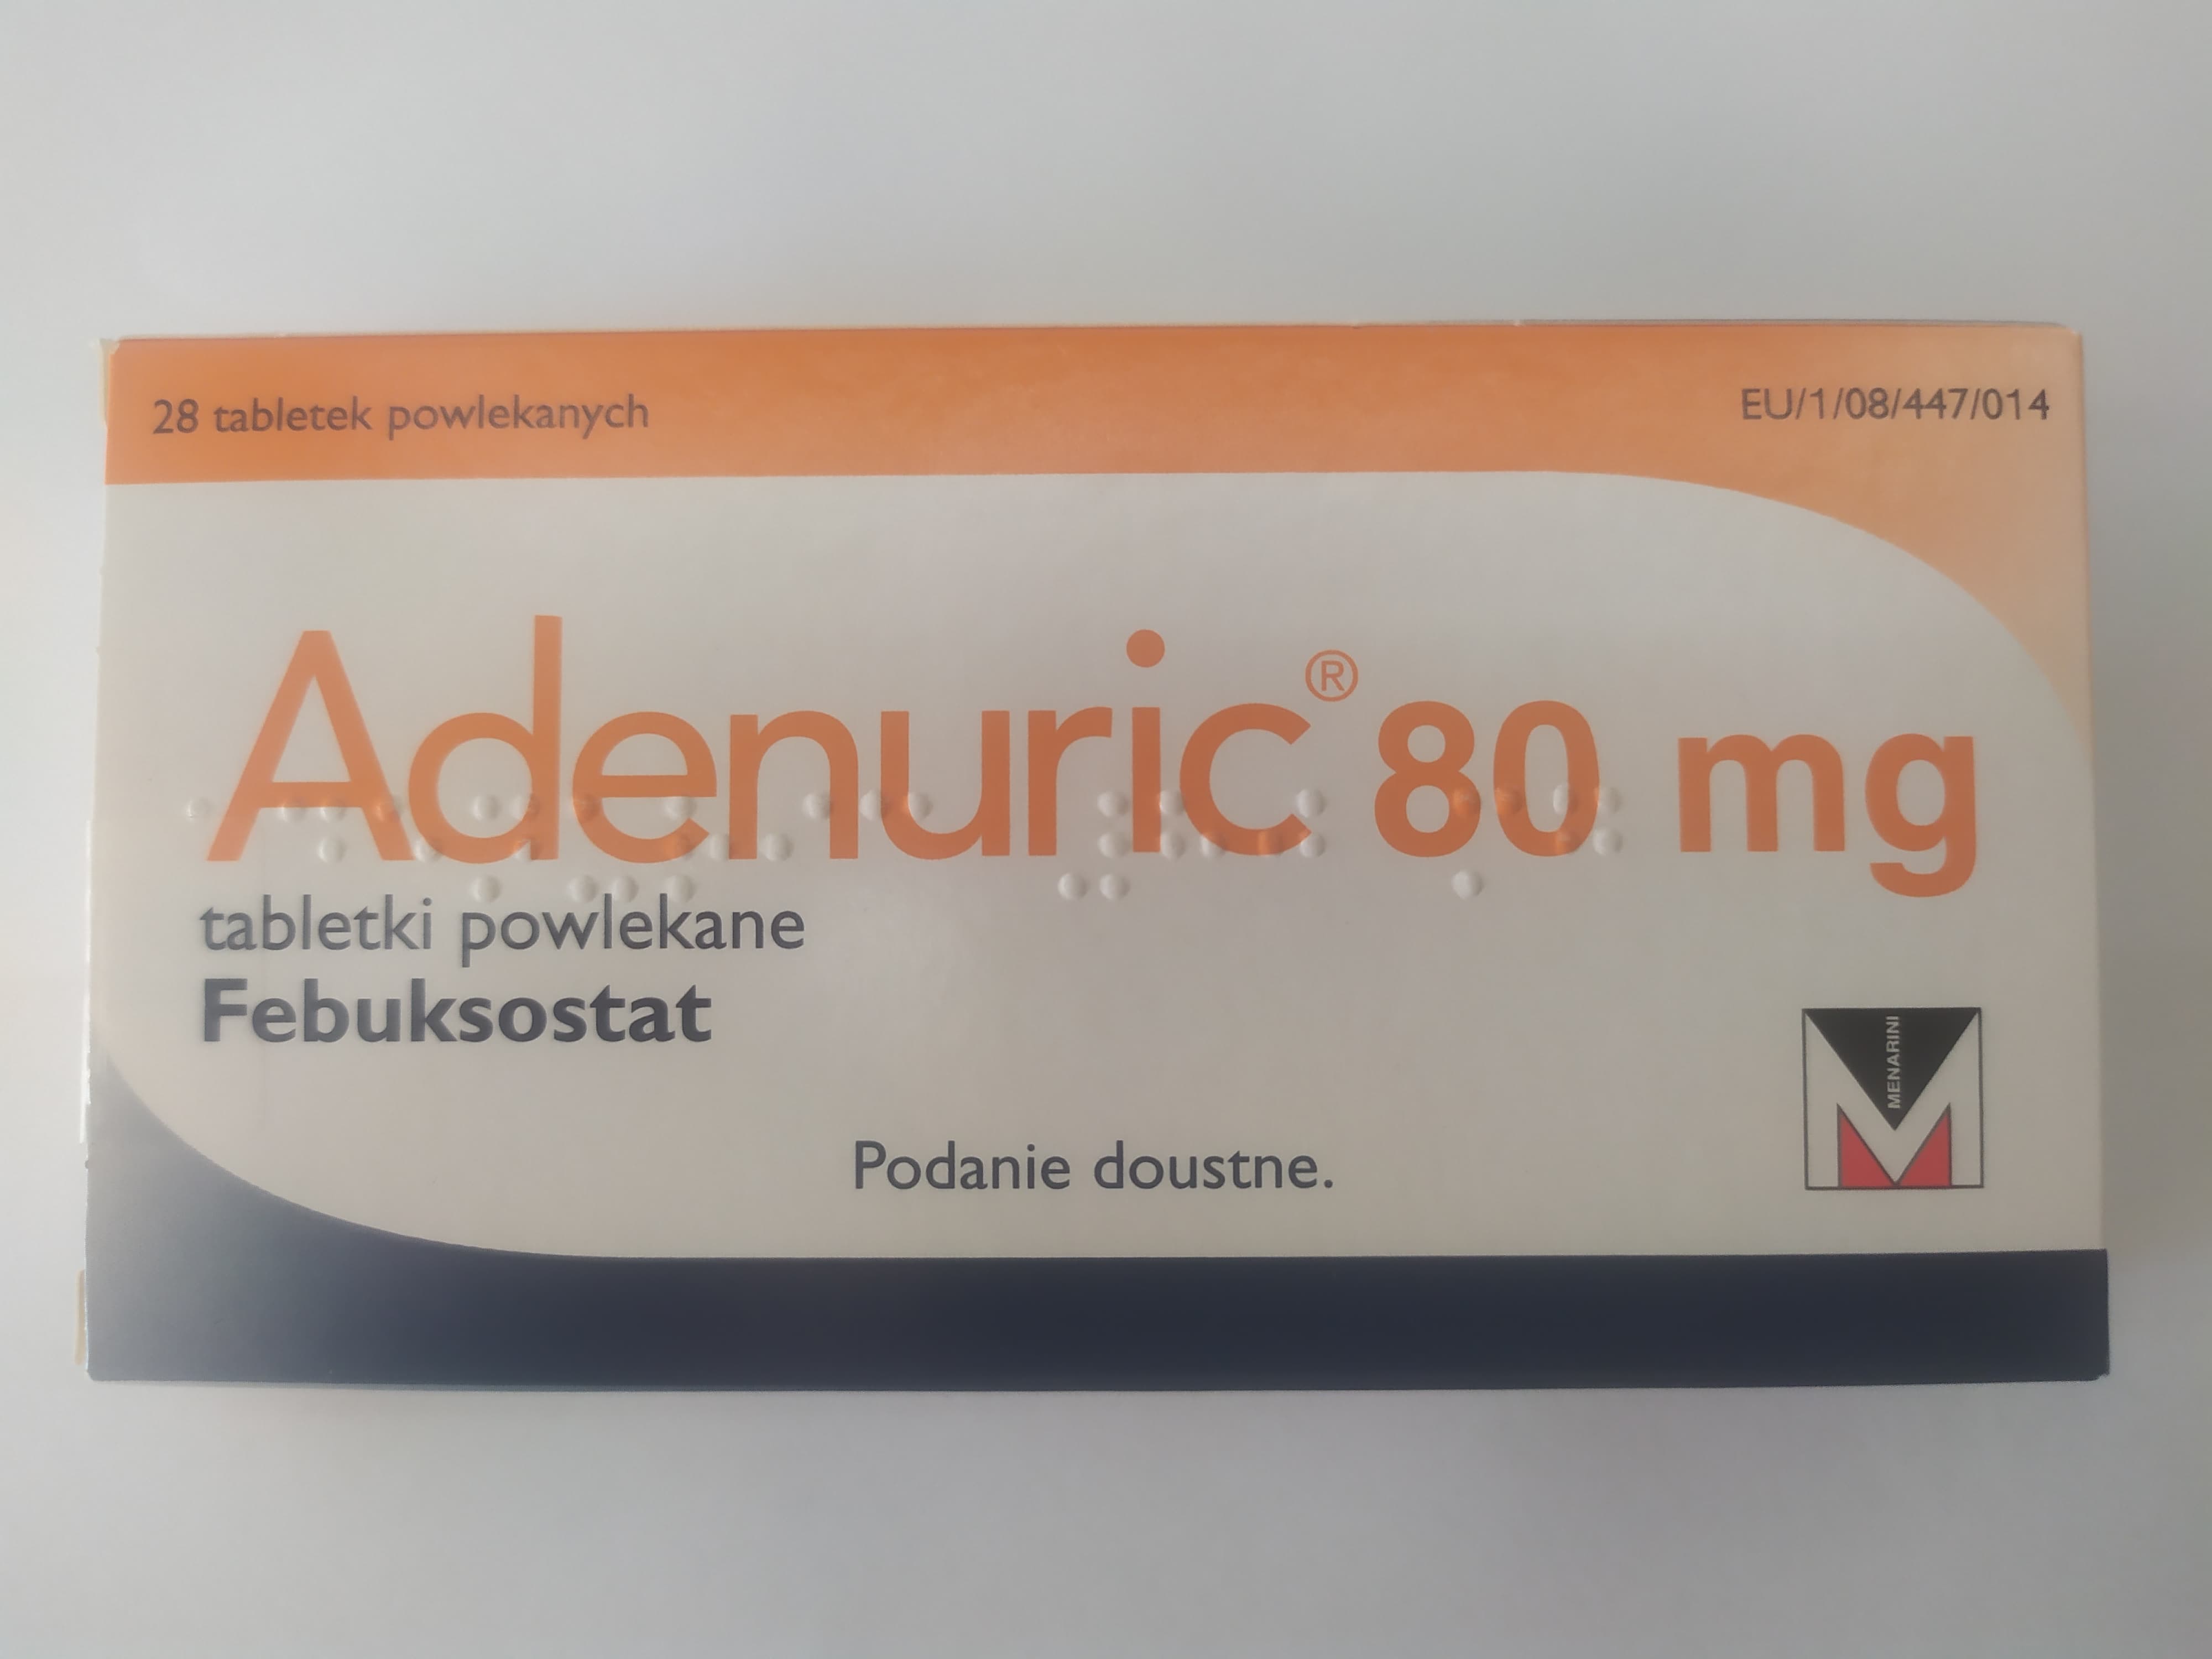 28 tabletek powlekanych
EU/1/08/447/014
Adenuric® 80 mg
tabletki powlekane
Febuksostat
Podanie doustne.
MENARINI